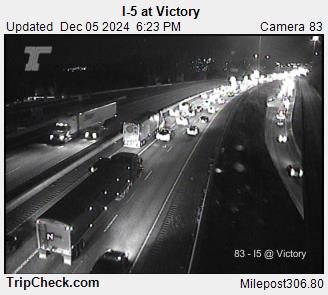 I-5 at Victory
Updated Dec 05 2024 6:23 PM Camera 83
T
83 - I5 @ Victory
TripCheck.com Milepost306.80